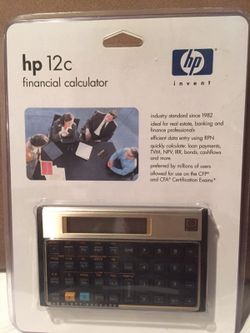 hp 12c
financial calculator
hp
invent
industry standard since 1982
ideal for real estate, banking and
finance professionals
efficient data entry using RPN
quickly calculate: loan payments,
TVM, NPV, IRR, bonds, cashflows
and more
preferred by millions of users
allowed for use on the CFP®
and CFA® Certification Exams*